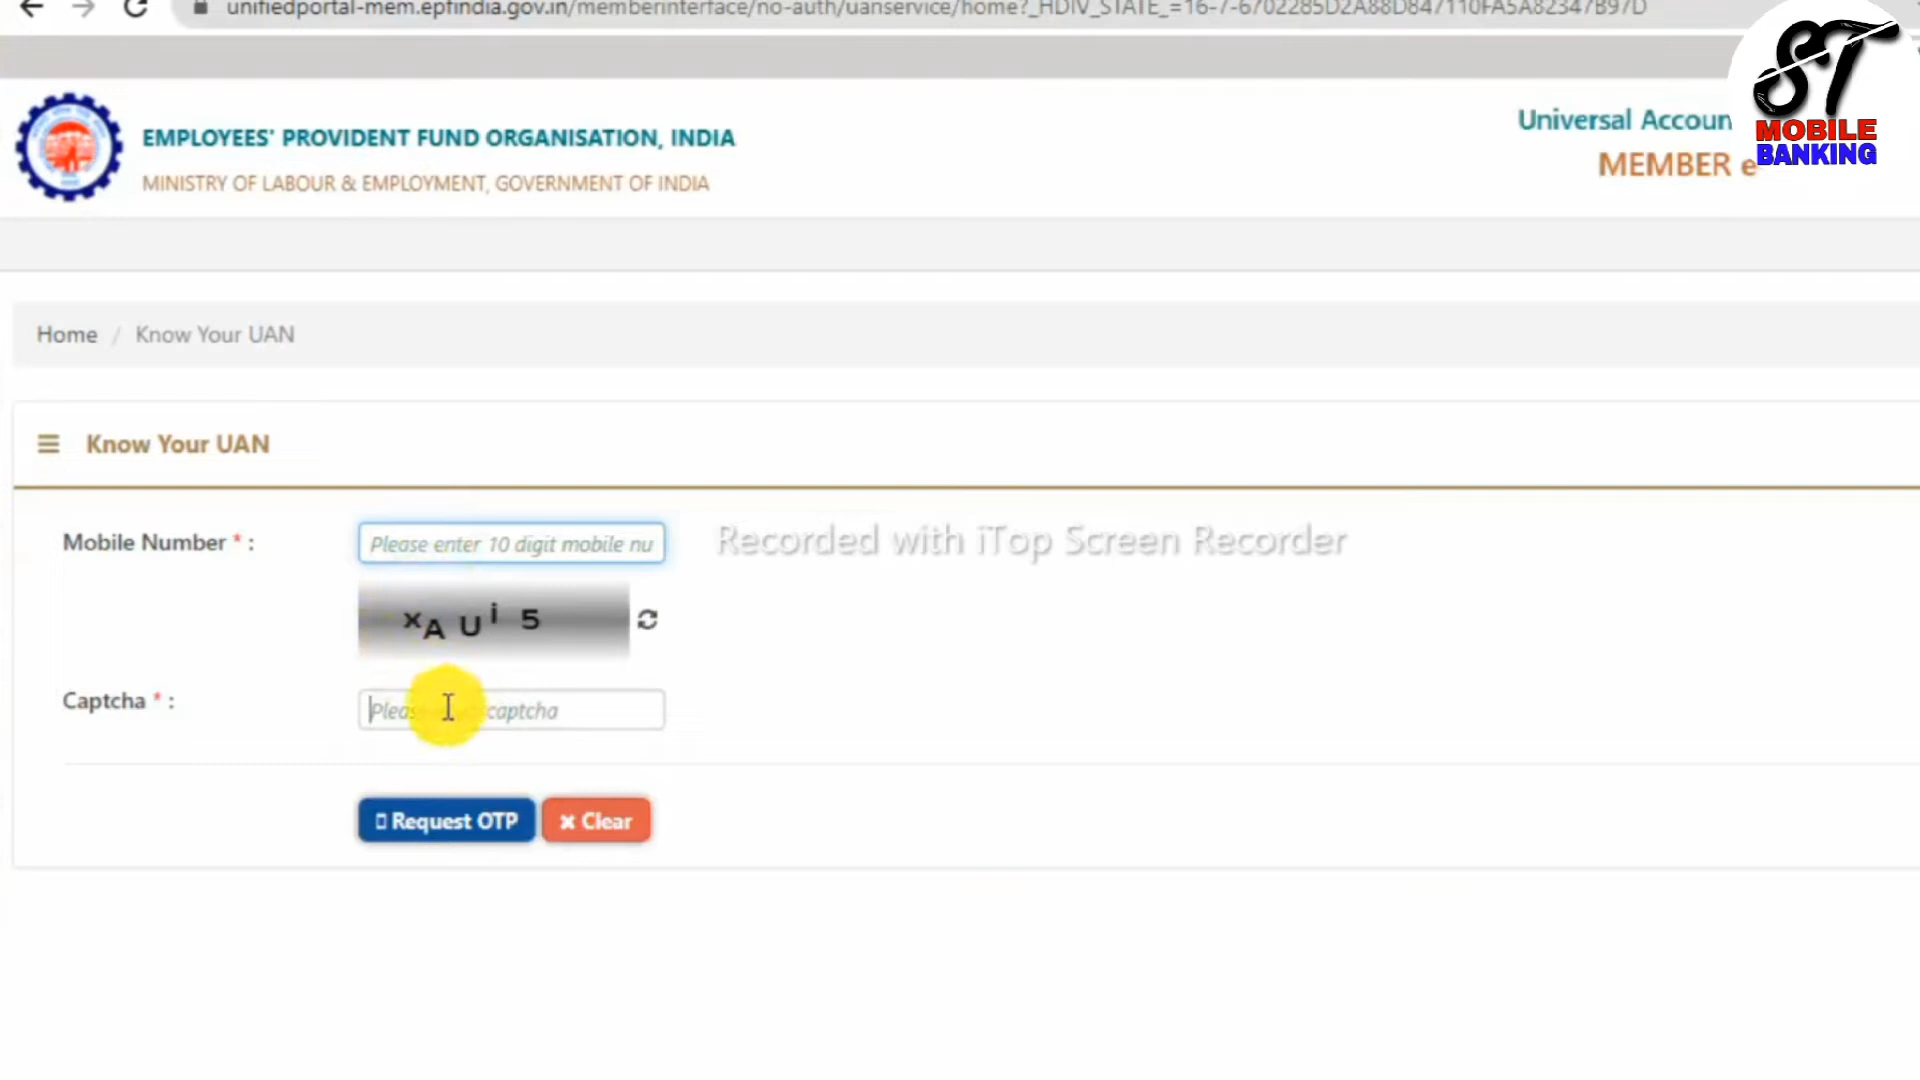 unifiedportal-mem.epfindia.gov.in/memberinterface/no-auth/uanservice/home?_HDIV_STATE_=16-7-6702285D2A88D847110FA5A82347B97D
ST
MOBILE
BANKING
EMPLOYEES' PROVIDENT FUND ORGANISATION, INDIA
MINISTRY OF LABOUR & EMPLOYMENT, GOVERNMENT OF INDIA
Universal Accoun
MEMBER e
Home / Know Your UAN
Know Your UAN
Mobile Number * :
Please enter 10 digit mobile nu
Recorded with iTop Screen Recorder
xAUi5
Captcha * :
Pleas captcha
Request OTP
Clear